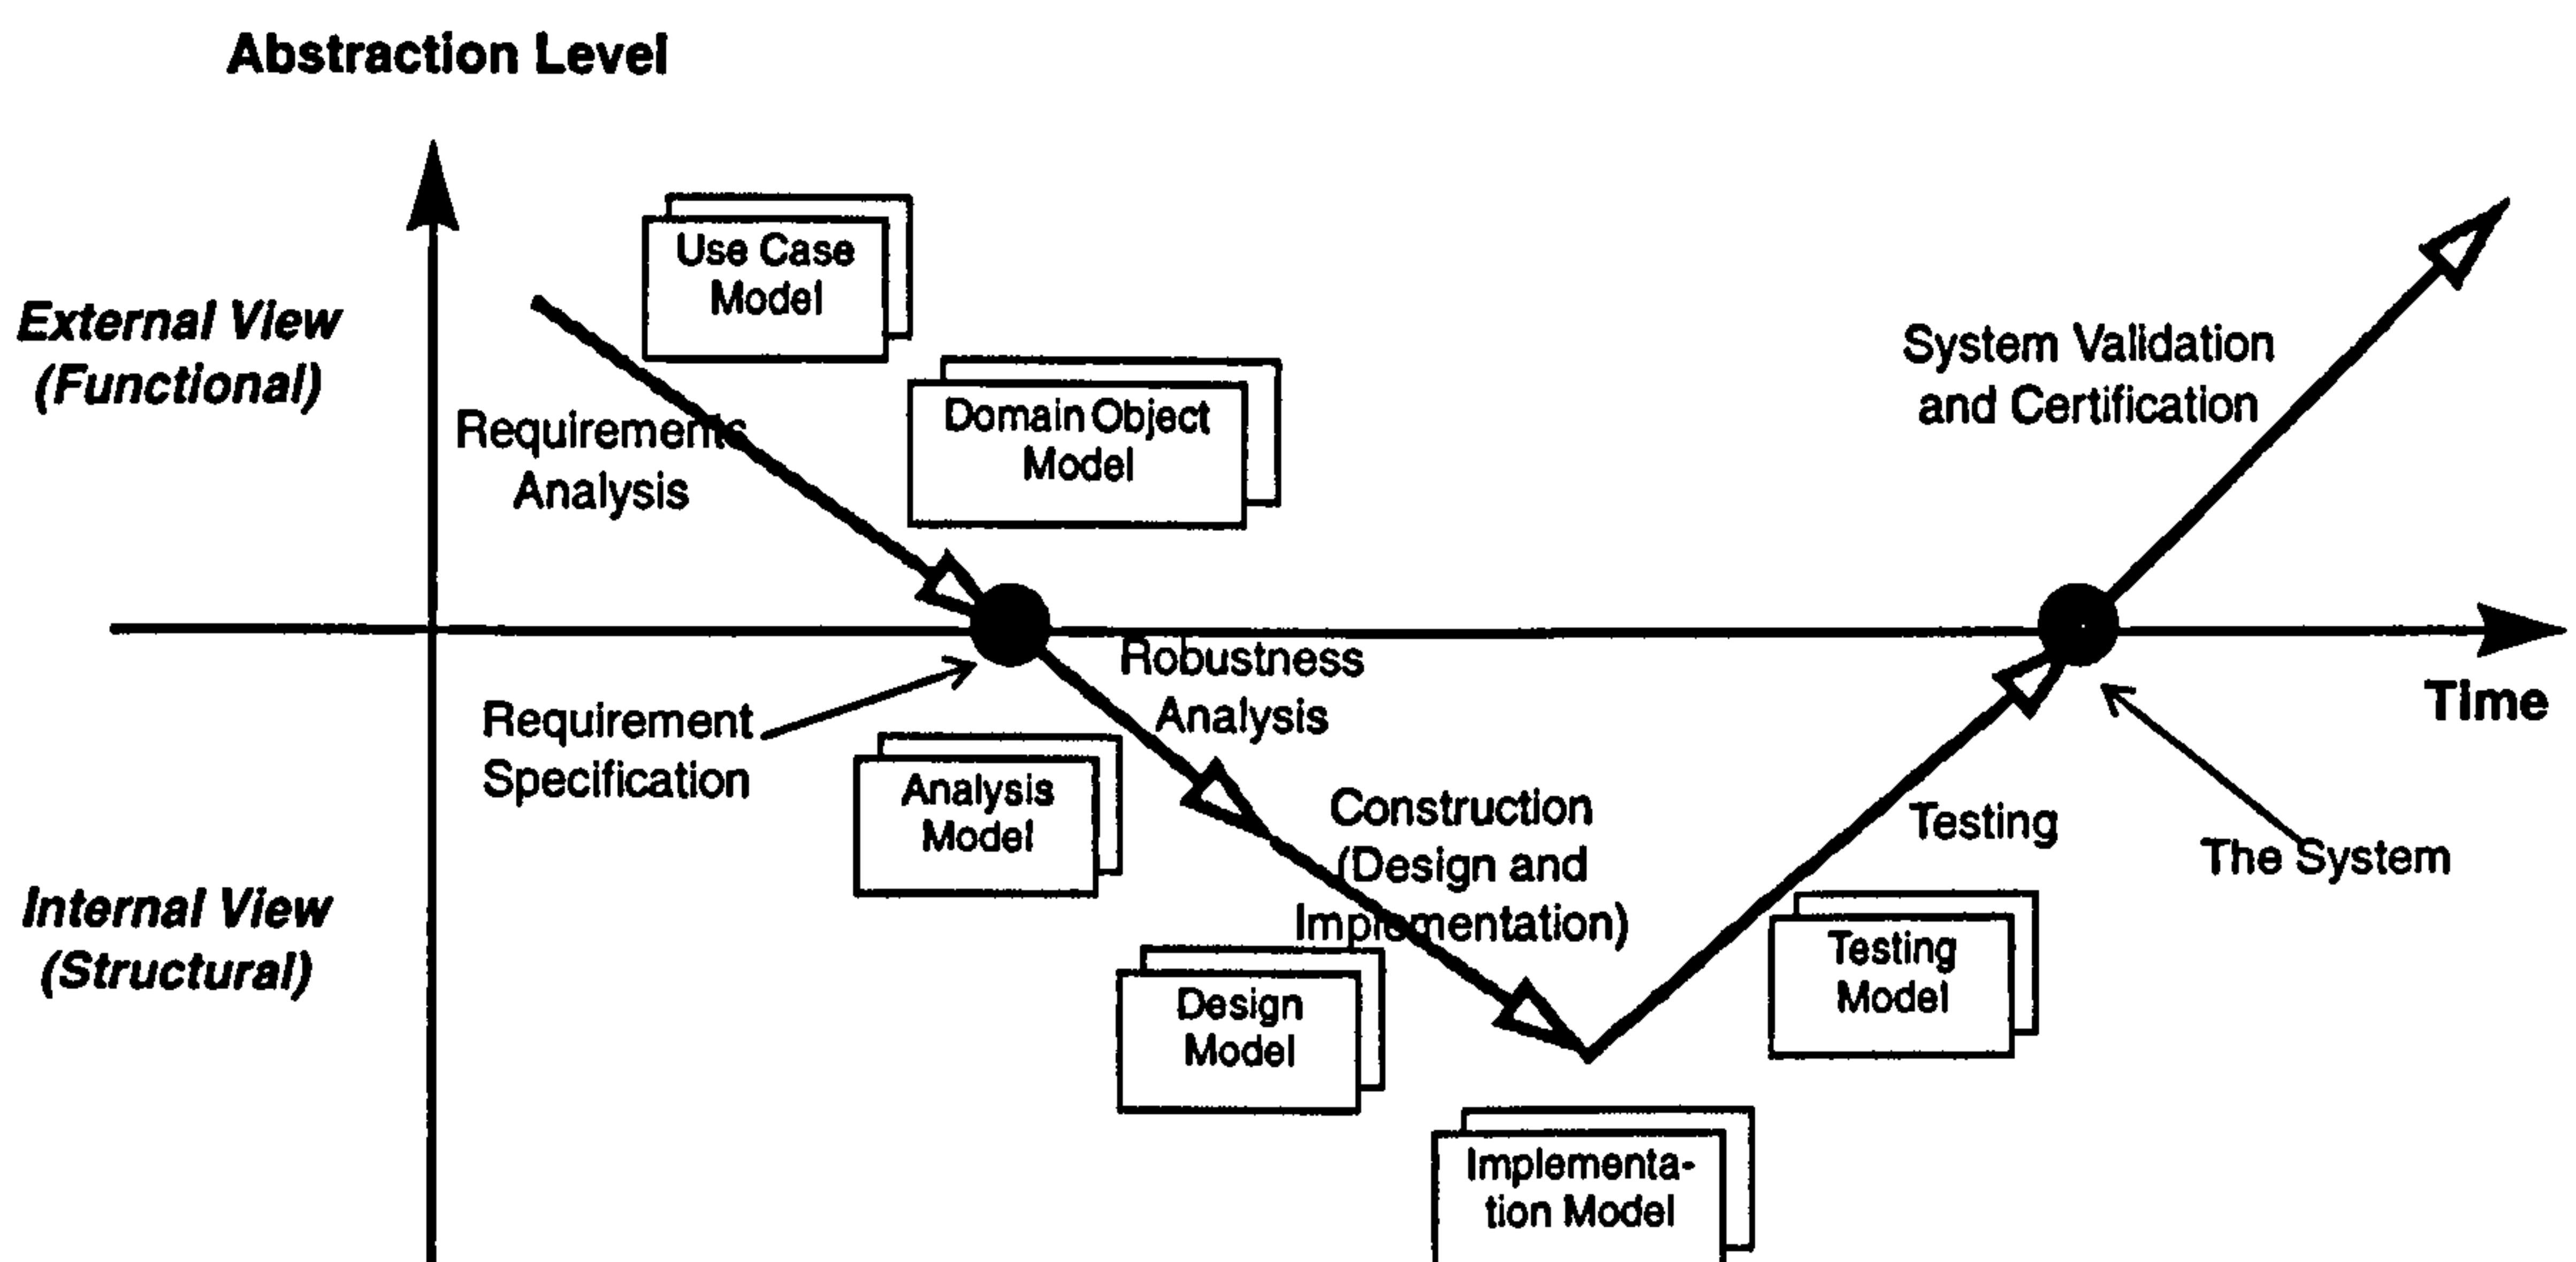 Abstraction Level
Use Case
Model
External View
(Functional)
Domain Object
Model
System Validation
and Certification
Requirements
Analysis
Robustness
Analysis
Time
Requirement
Specification
Analysis
Model
Construction
(Design and
Implementation)
Testing
The System
Internal View
(Structural)
Design
Model
Testing
Model
Implementa-
tion Model